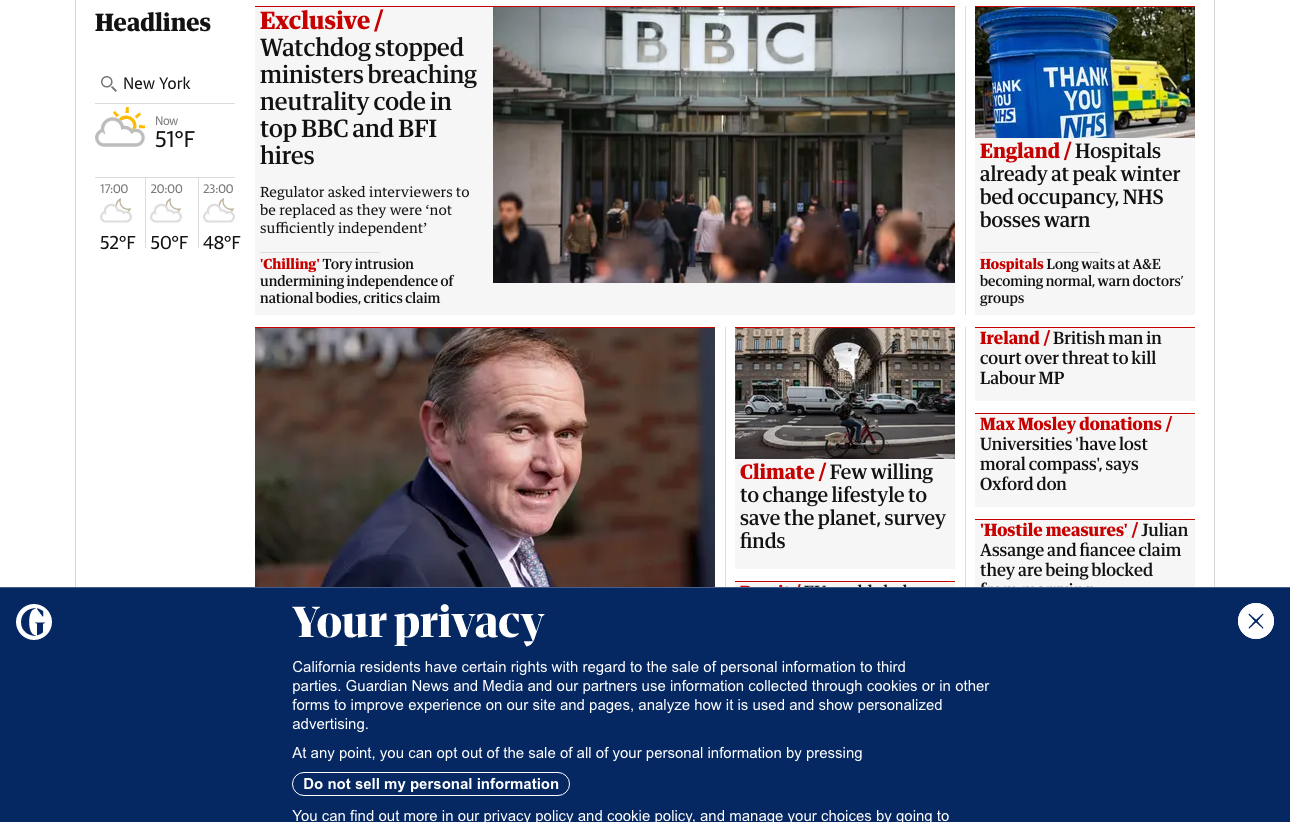 Headlines
New York
Now
51°F
17:00
20:00
23:00
52°F
50°F
48°F
Exclusive /
Watchdog stopped
ministers breaching
neutrality code in
top BBC and BFI
hires
Regulator asked interviewers to
be replaced as they were ‘not
sufficiently independent’
'Chilling' Tory intrusion
undermining independence of
national bodies, critics claim
BBC
THANK
YOU
NHS
THANK
YOU
NHS
England / Hospitals
already at peak winter
bed occupancy, NHS
bosses warn
Hospitals Long waits at A&E
becoming normal, warn doctors’
groups
Climate / Few willing
to change lifestyle to
save the planet, survey
finds
Ireland / British man in
court over threat to kill
Labour MP
Max Mosley donations /
Universities 'have lost
moral compass', says
Oxford don
'Hostile measures' / Julian
Assange and fiancee claim
they are being blocked
Your privacy
California residents have certain rights with regard to the sale of personal information to third
parties. Guardian News and Media and our partners use information collected through cookies or in other
forms to improve experience on our site and pages, analyze how it is used and show personalized
advertising.
At any point, you can opt out of the sale of all of your personal information by pressing
Do not sell my personal information
You can find out more in our privacy policy and cookie policy, and manage your choices by going to